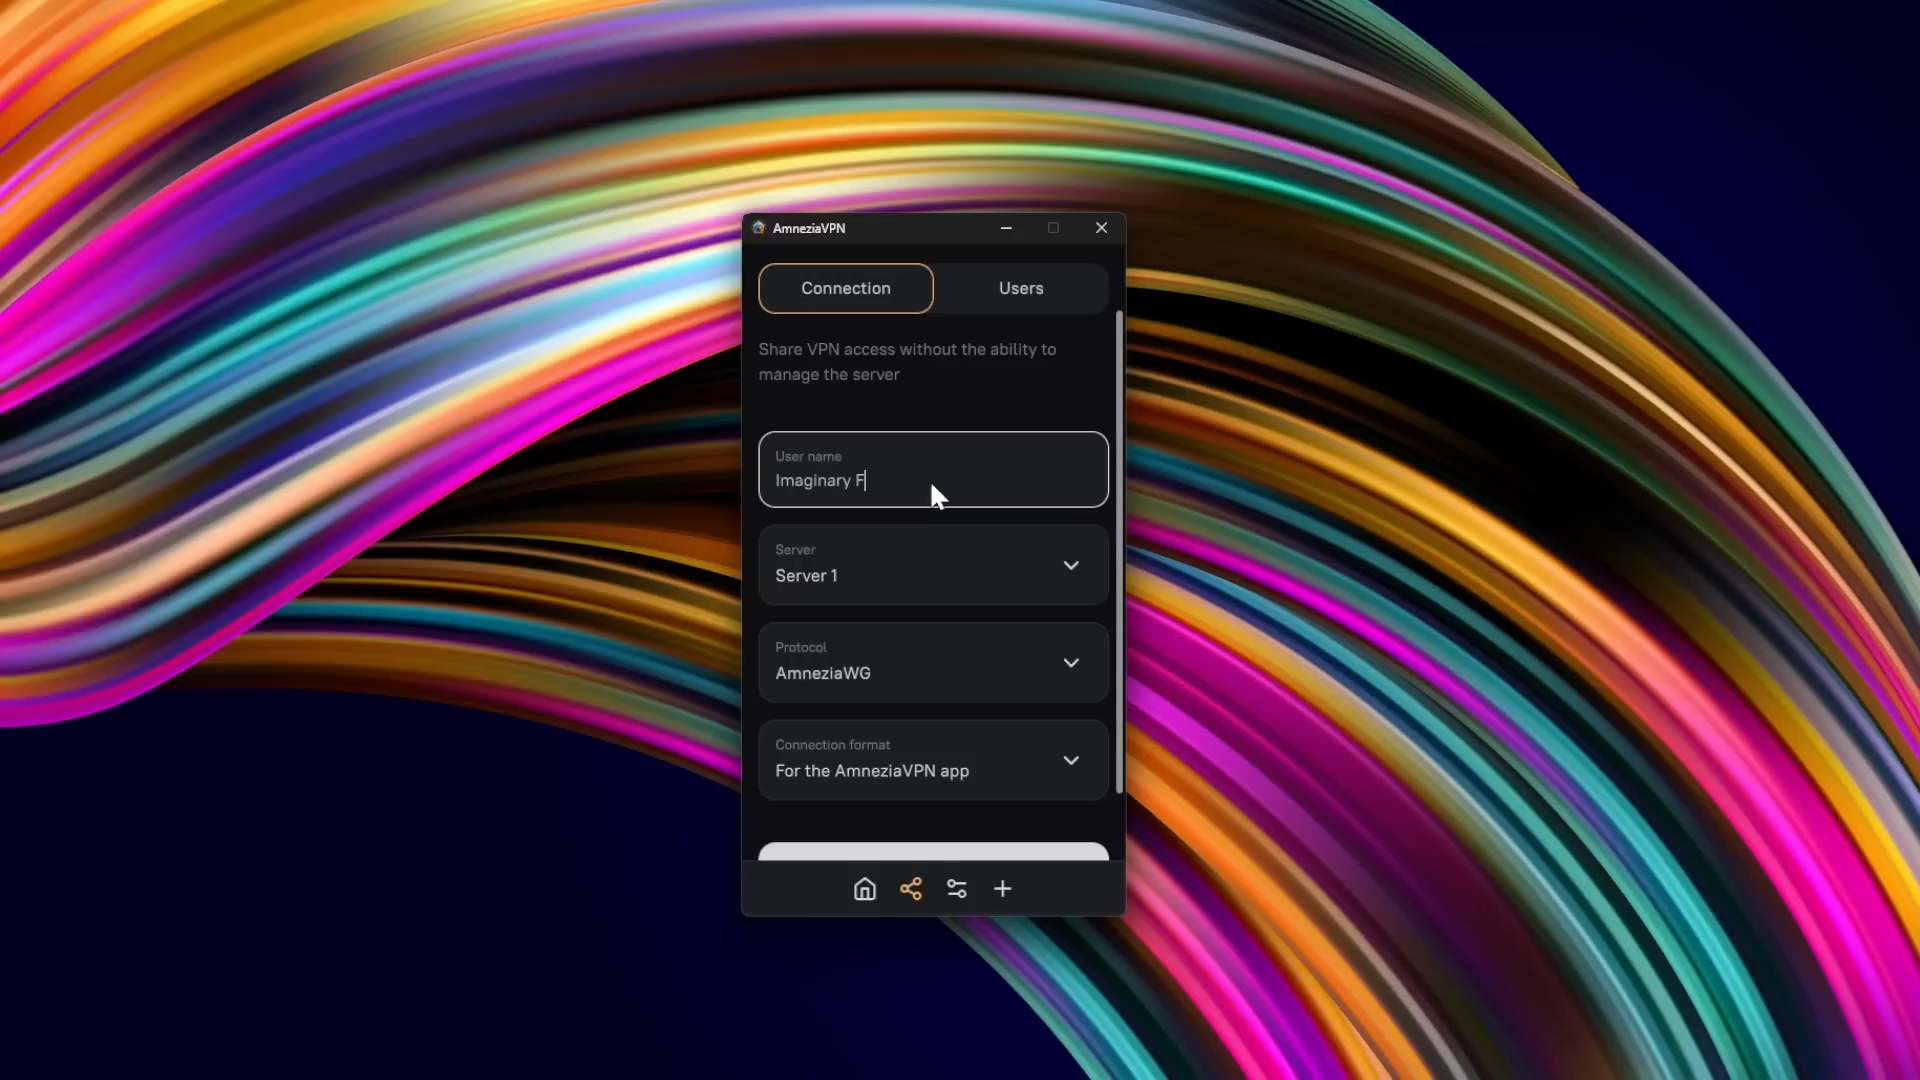 AmneziaVPN
Connection
Users
Share VPN access without the ability to
manage the server
User name
Imaginary F
Server
Server 1
Protocol
AmneziaWG
Connection format
For the AmneziaVPN app